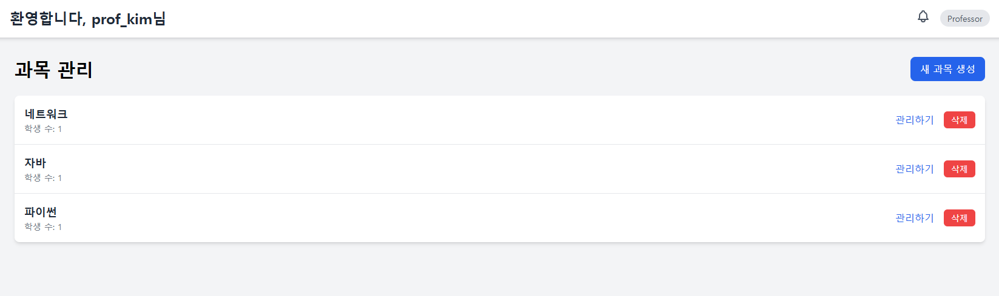 환영합니다, prof_kim님
Professor
과목 관리
새 과목 생성
네트워크
학생 수: 1
관리하기
삭제
자바
학생 수: 1
관리하기
삭제
파이썬
학생 수: 1
관리하기
삭제